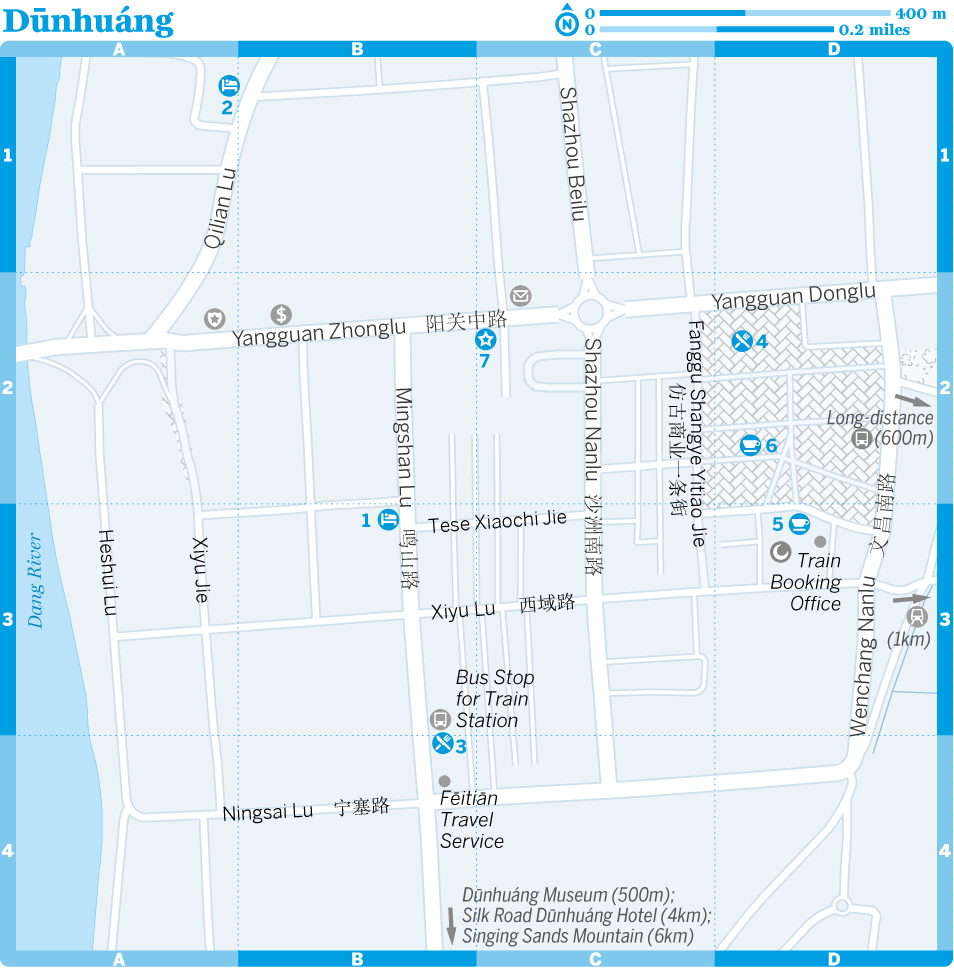 Dūnhuáng
N
0 400 m
0 0.2 miles
A B C D
1 1
2
Qilian Lu
Shazhou Beilu
Yangguan Donglu
Yangguan Zhonglu 阳关中路
$
7
4
2 2
Mingshan Lu 鸣山路
Shazhou Nanlu 沙洲南路
Fanggu Shangye Yitiao Jie
仿古商业一条街
Long-distance
(600m)
6
1
Tese Xiaochi Jie
5
Train
Booking
Office
Wenchang Nanlu 文昌南路
Dang River
Heshui Lu
Xiyu Jie
Xiyu Lu 西域路
3 3
(1km)
Bus Stop
for Train
Station
3
Fēitiān
Travel
Service
Ningsai Lu 宁塞路
4 4
Dūnhuáng Museum (500m);
Silk Road Dūnhuáng Hotel (4km);
Singing Sands Mountain (6km)
A B C D